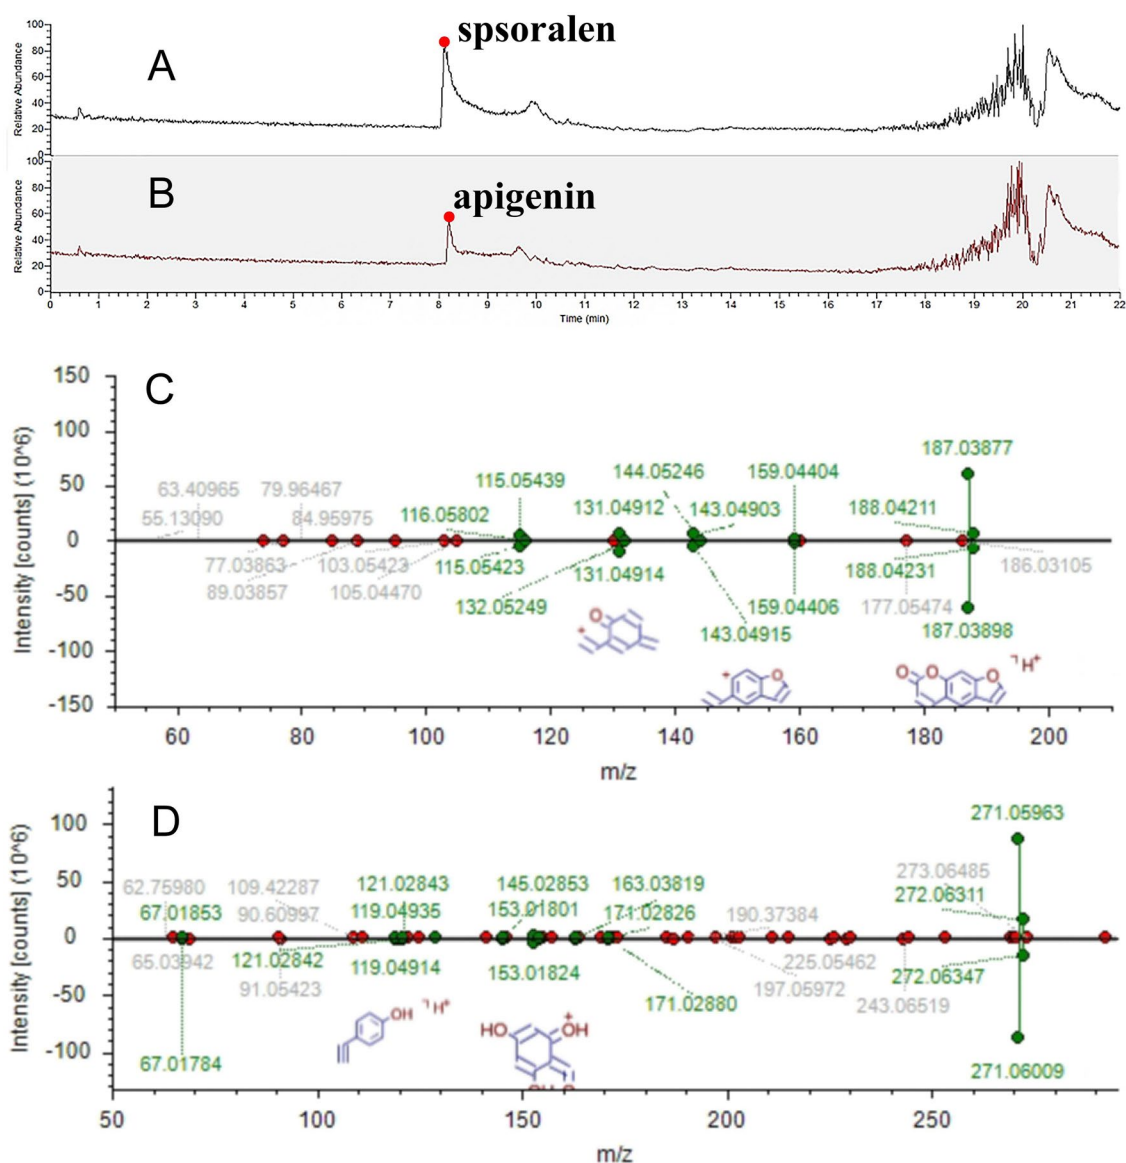 spsoralen
A
Relative Abundance
100
80
60
40
20
0
apigenin
B
Relative Abundance
100
80
60
40
20
0
0 1 2 3 4 5 6 7 8 9 10 11 12 13 14 15 16 17 18 19 20 21 22
Time (min)
C
Intensity [counts] (10^6)
150
100
50
0
-50
-100
-150
187.03877
144.05246 159.04404
115.05439
63.40965 79.96467
131.04912 143.04903
55.13090 84.95975 116.05802
188.04211
77.03863 103.05423 115.05423
131.04914
188.04231 186.03105
89.03857 105.04470
132.05249 159.04406 177.05474
143.04915 187.03898
O
+
+
O
O O O
H+
60 80 100 120 140 160 180 200
m/z
D
Intensity [counts] (10^6)
100
50
0
-50
-100
271.05963
273.06485
62.75980 109.42287 121.02843 145.02853 163.03819
272.06311
67.01853 90.60997 119.04935 153.01801 171.02826 190.37384
65.03942 121.02842 119.04914 153.01824 225.05462 272.06347
91.05423 171.02880 197.05972 243.06519
OH H+
HO OH
+
67.01784
271.06009
50 100 150 200 250
m/z